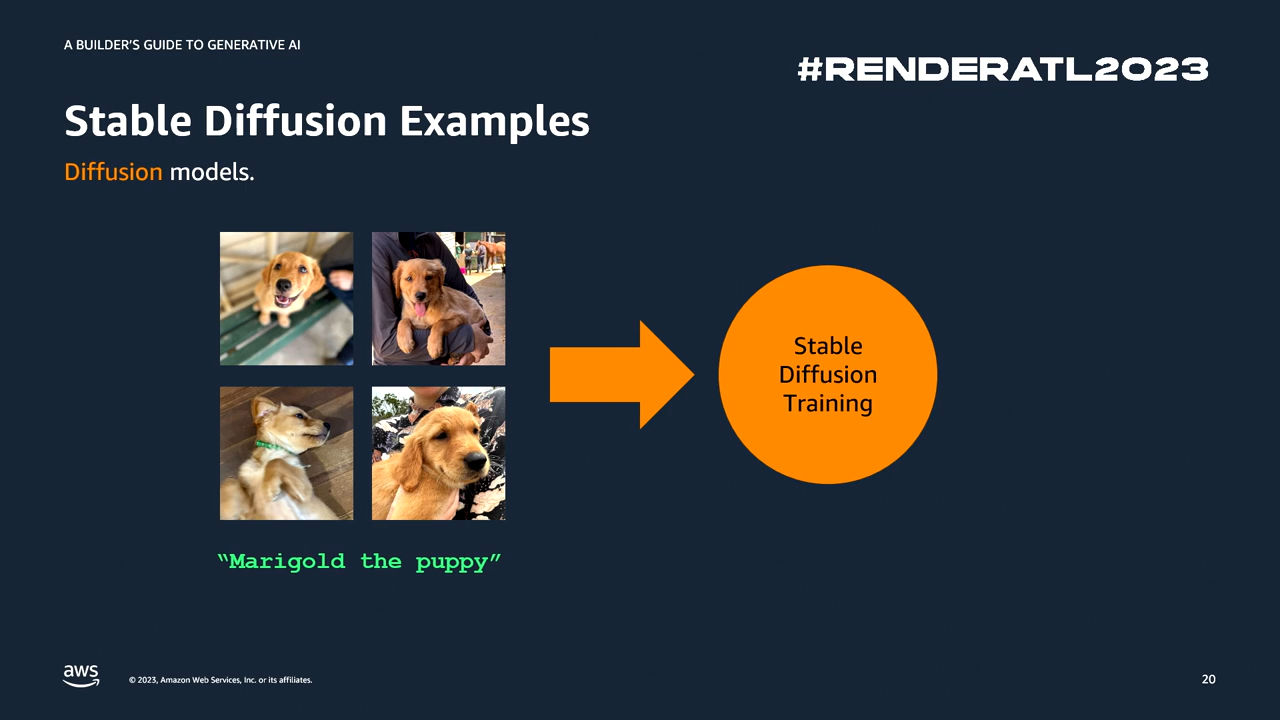 A BUILDER’S GUIDE TO GENERATIVE AI
#RENDERATL2023
Stable Diffusion Examples
Diffusion models.
Stable
Diffusion
Training
“Marigold the puppy”
aws
© 2023, Amazon Web Services, Inc. or its affiliates.
20